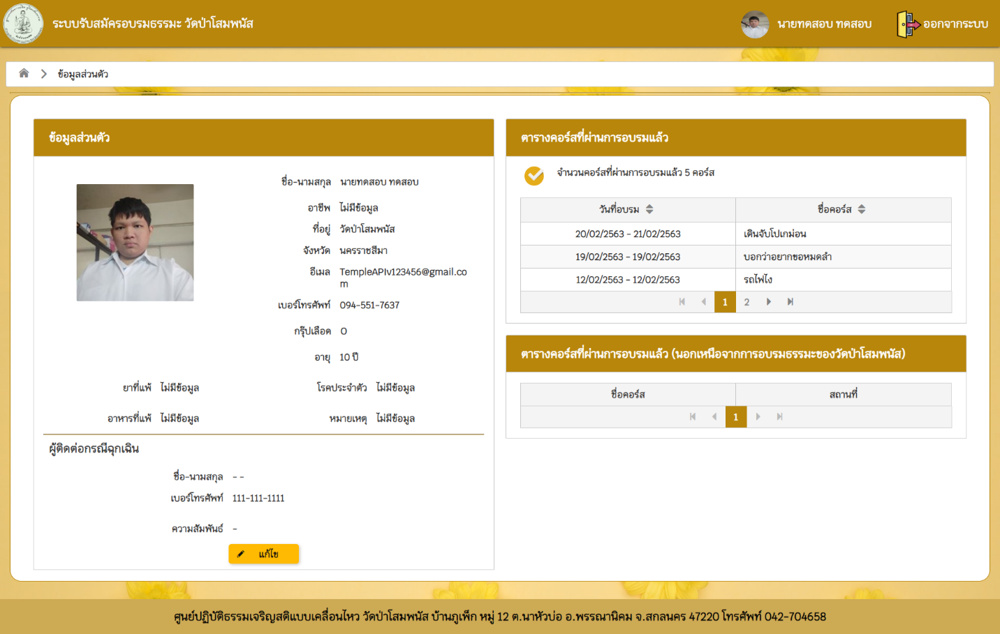 ระบบรับสมัครอบรมธรรมะ วัดป่าโสมพนัส
นายทดสอบ ทดสอบ
ออกจากระบบ
ข้อมูลส่วนตัว
ข้อมูลส่วนตัว
ชื่อ-นามสกุล นายทดสอบ ทดสอบ
อาชีพ ไม่มีข้อมูล
ที่อยู่ วัดป่าโสมพนัส
จังหวัด นครราชสีมา
อีเมล TempleAPIv123456@gmail.co
m
เบอร์โทรศัพท์ 094-551-7637
กรุ๊ปเลือด O
อายุ 10 ปี
ยาที่แพ้ ไม่มีข้อมูล โรคประจำตัว ไม่มีข้อมูล
อาหารที่แพ้ ไม่มีข้อมูล หมายเหตุ ไม่มีข้อมูล
ผู้ติดต่อกรณีฉุกเฉิน
ชื่อ-นามสกุล - -
เบอร์โทรศัพท์ 111-111-1111
ความสัมพันธ์ -
แก้ไข
ตารางคอร์สที่ผ่านการอบรมแล้ว
จำนวนคอร์สที่ผ่านการอบรมแล้ว 5 คอร์ส
วันที่อบรม ชื่อคอร์ส
20/02/2563 - 21/02/2563 เดินจับโปเกม่อน
19/02/2563 - 19/02/2563 บอกว่าอยากขอหมดลำ
12/02/2563 - 12/02/2563 รถไฟไง
1 2
ตารางคอร์สที่ผ่านการอบรมแล้ว (นอกเหนือจากการอบรมธรรมะของวัดป่าโสมพนัส)
ชื่อคอร์ส สถานที่
1
ศูนย์ปฏิบัติธรรมเจริญสติแบบเคลื่อนไหว วัดป่าโสมพนัส บ้านภูเพ็ก หมู่ 12 ต.นาหัวบ่อ อ.พรรณานิคม จ.สกลนคร 47220 โทรศัพท์ 042-704658